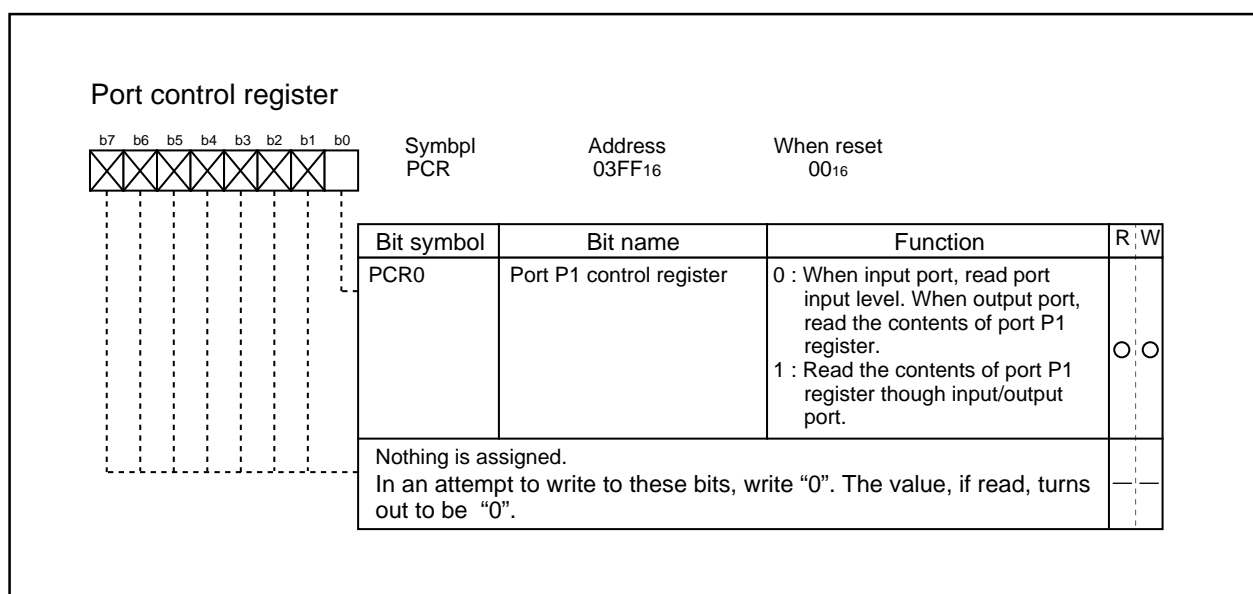 Port control register
b7 b6 b5 b4 b3 b2 b1 b0
Symbpl Address When reset
PCR 03FF16 0016
Bit symbol Bit name Function R W
PCR0 Port P1 control register 0 : When input port, read port
input level. When output port,
read the contents of port P1
register.
1 : Read the contents of port P1
register though input/output
port.
Nothing is assigned.
In an attempt to write to these bits, write “0”. The value, if read, turns
out to be “0”.